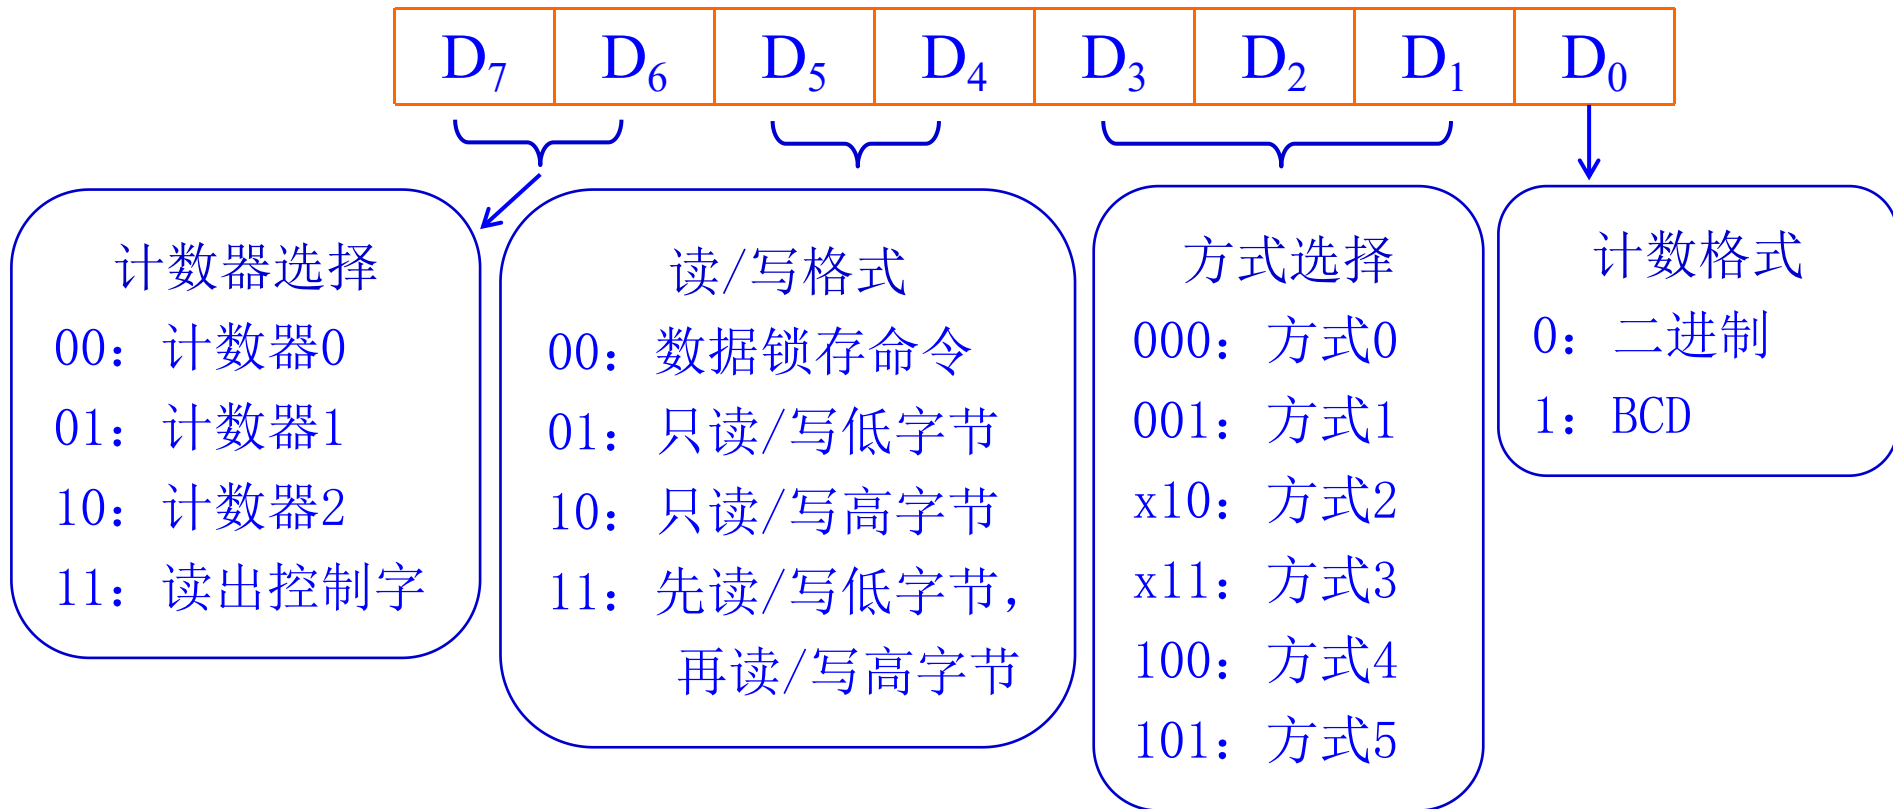 D₇ D₆ D₅ D₄ D₃ D₂ D₁ D₀
计数器选择
00：计数器0
01：计数器1
10：计数器2
11：读出控制字
读/写格式
00：数据锁存命令
01：只读/写低字节
10：只读/写高字节
11：先读/写低字节，
再读/写高字节
方式选择
000：方式0
001：方式1
x10：方式2
x11：方式3
100：方式4
101：方式5
计数格式
0：二进制
1：BCD